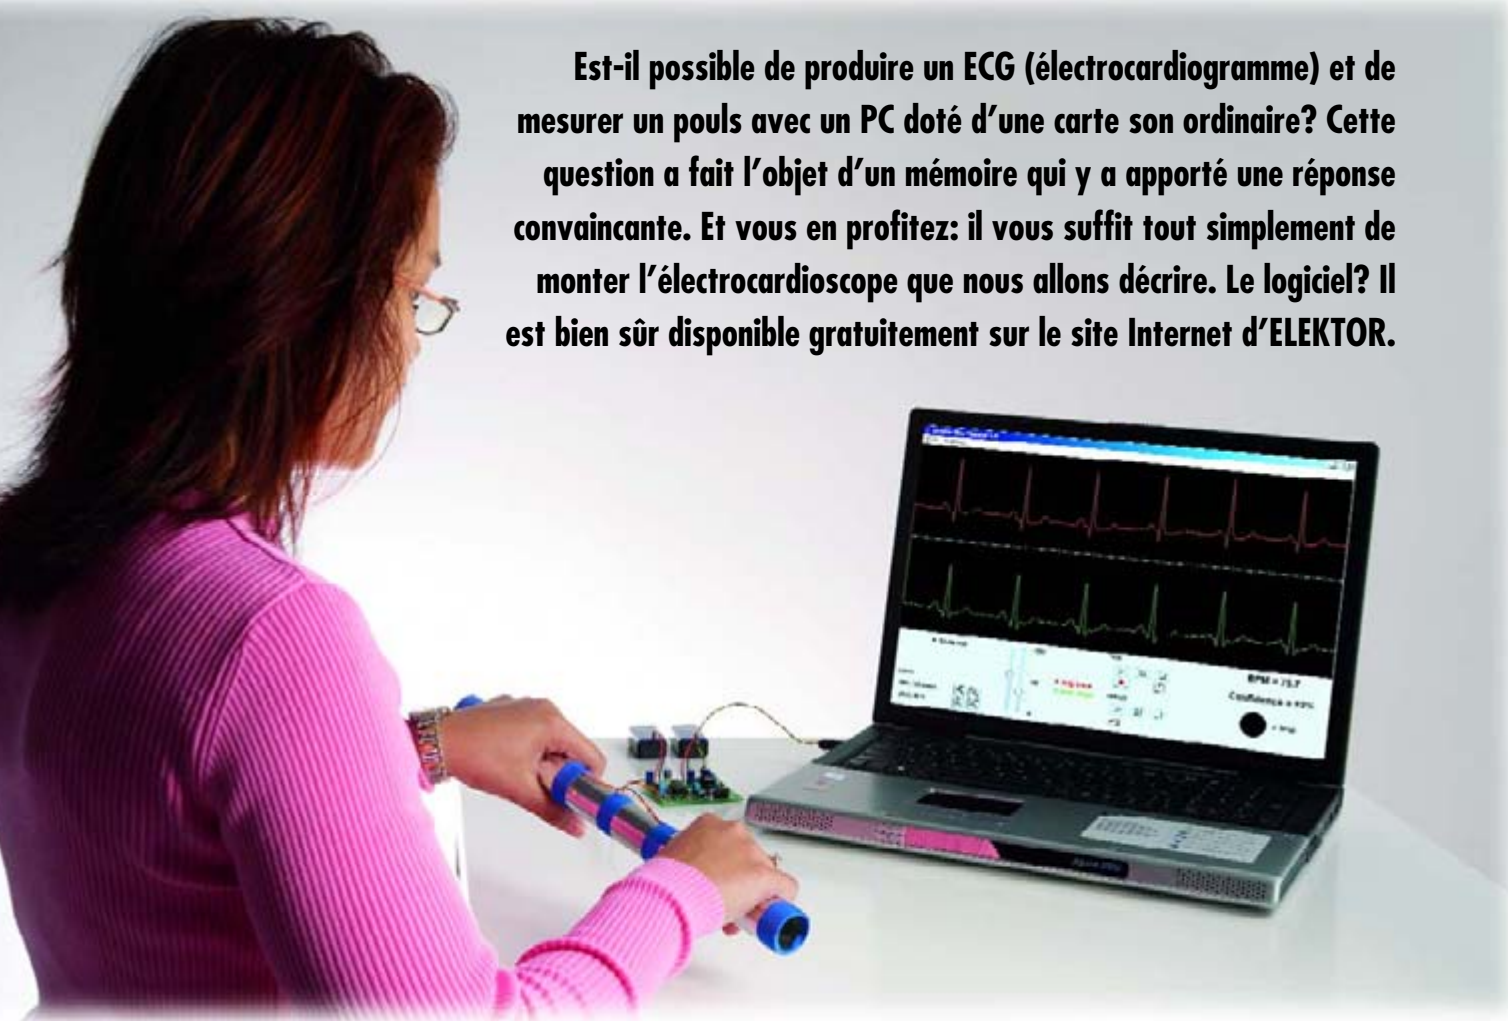 Est-il possible de produire un ECG (électrocardiogramme) et de
mesurer un pouls avec un PC doté d’une carte son ordinaire? Cette
question a fait l’objet d’un mémoire qui y a apporté une réponse
convaincante. Et vous en profitez: il vous suffit tout simplement de
monter l’électrocardioscope que nous allons décrire. Le logiciel? Il
est bien sûr disponible gratuitement sur le site Internet d’ELEKTOR.
BPM = 75.7
Confidence =